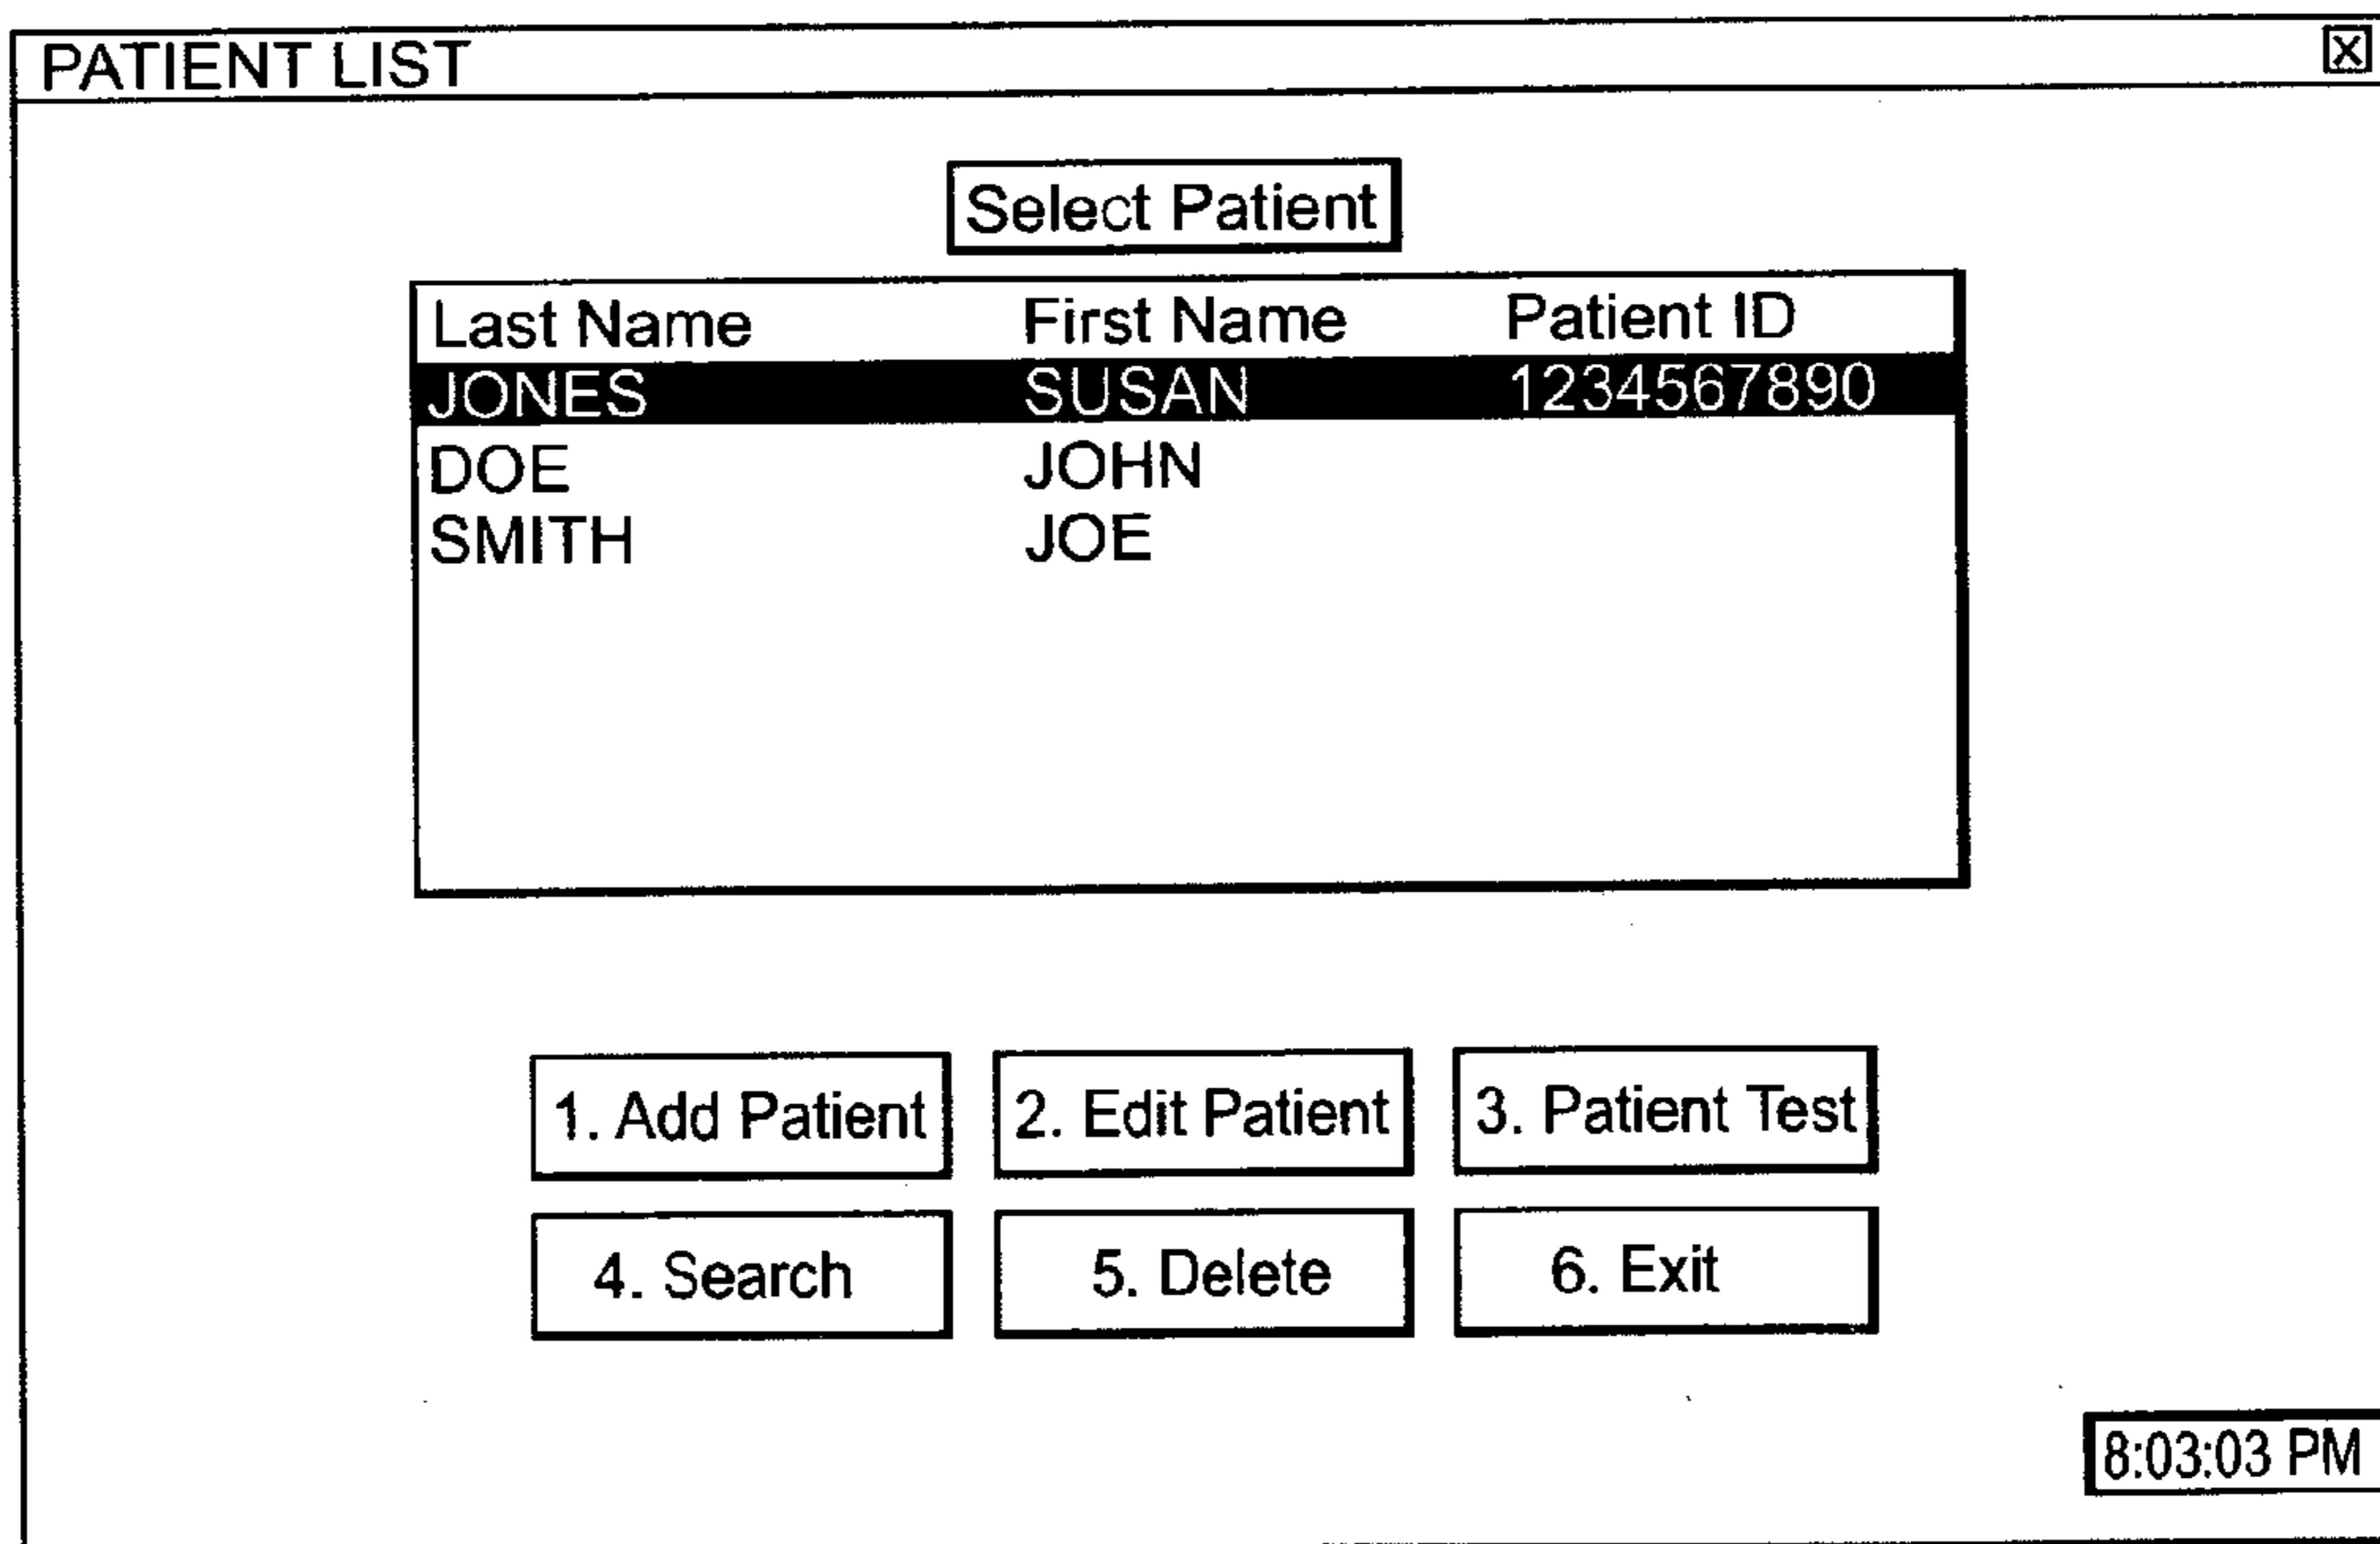 PATIENT LIST X
Select Patient
Last Name First Name Patient ID
JONES SUSAN 1234567890
DOE JOHN
SMITH JOE
1. Add Patient 2. Edit Patient 3. Patient Test
4. Search 5. Delete 6. Exit
8:03:03 PM